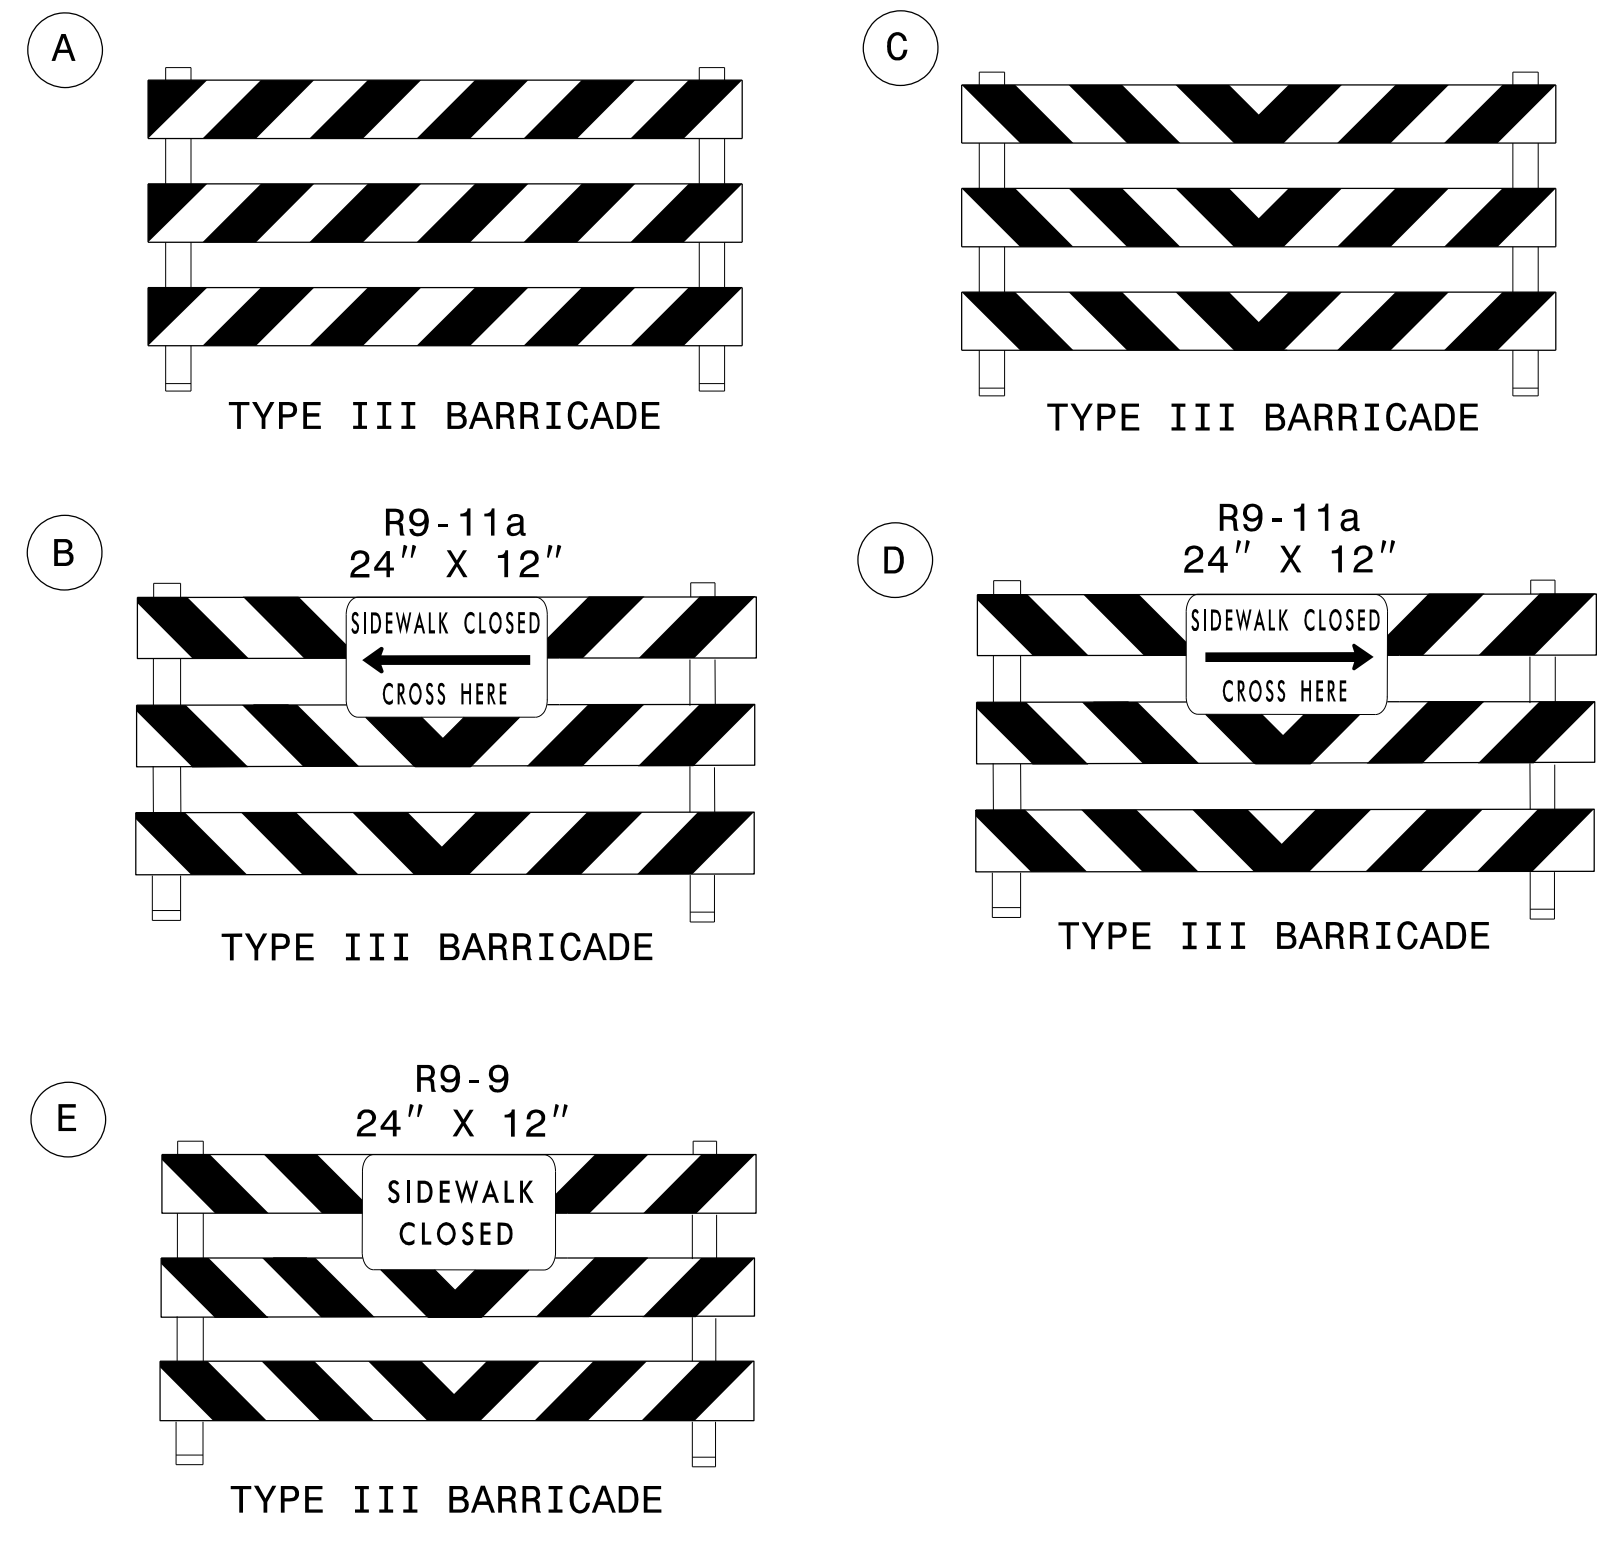 A
TYPE III BARRICADE
C
TYPE III BARRICADE
B
R9-11a
24" X 12"
SIDEWALK CLOSED
CROSS HERE
TYPE III BARRICADE
D
R9-11a
24" X 12"
SIDEWALK CLOSED
CROSS HERE
TYPE III BARRICADE
E
R9-9
24" X 12"
SIDEWALK
CLOSED
TYPE III BARRICADE